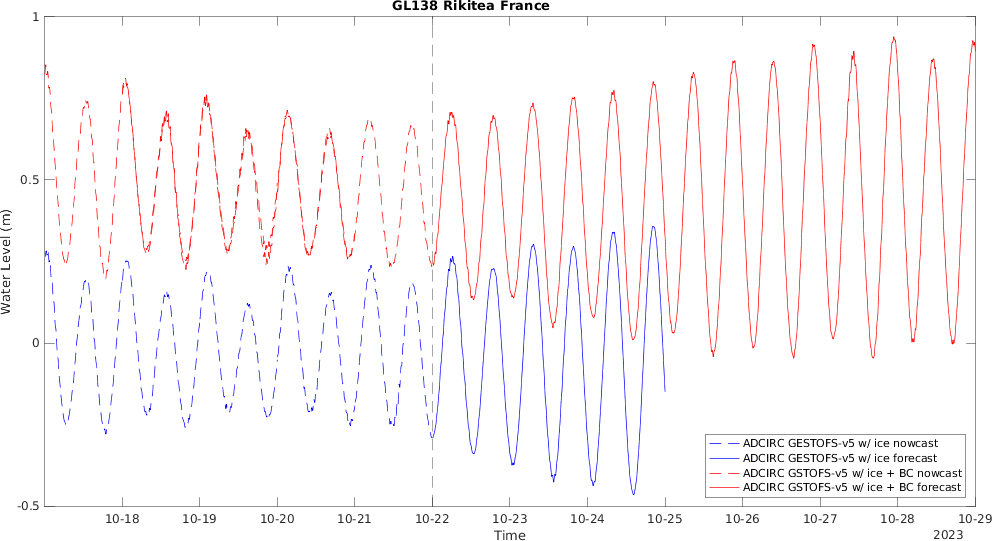 GL138 Rikitea France
Water Level (m)
1
0.5
0
-0.5
ADCIRC GESTOFS-v5 w/ ice nowcast
ADCIRC GESTOFS-v5 w/ ice forecast
ADCIRC GSTOFS-v5 w/ ice + BC nowcast
ADCIRC GSTOFS-v5 w/ ice + BC forecast
10-18 10-19 10-20 10-21 10-22 10-23 10-24 10-25 10-26 10-27 10-28 10-29
Time
2023